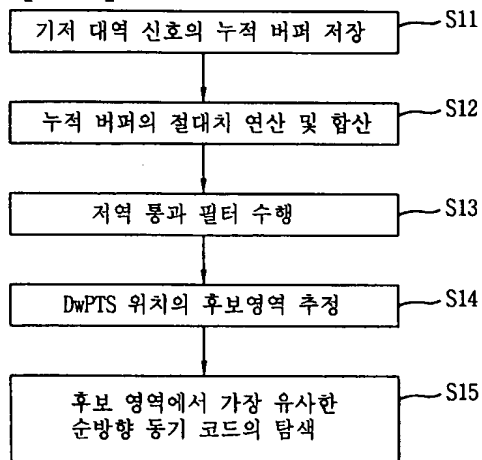 기저 대역 신호의 누적 버퍼 저장
S11
누적 버퍼의 절대치 연산 및 합산
S12
저역 통과 필터 수행
S13
DwPTS 위치의 후보영역 추정
S14
후보 영역에서 가장 유사한
순방향 동기 코드의 탐색
S15